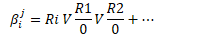 β_i^j = Ri V R1/0 V R2/0 + ⋯